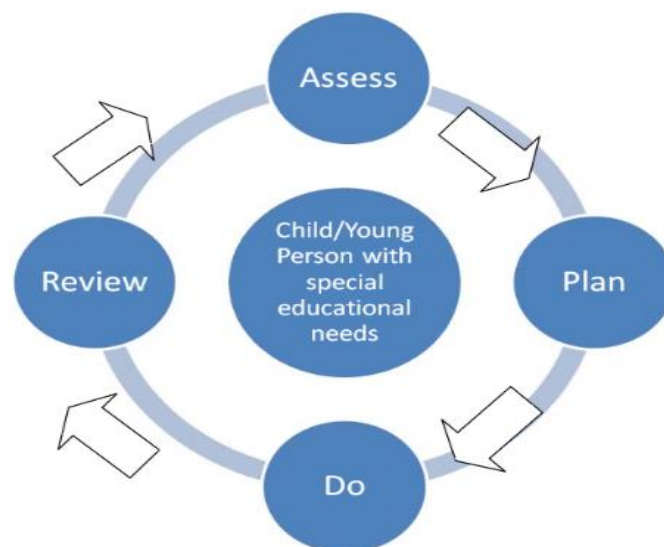 Assess
Child/Young
Person with
special
educational
needs
Review
Plan
Do